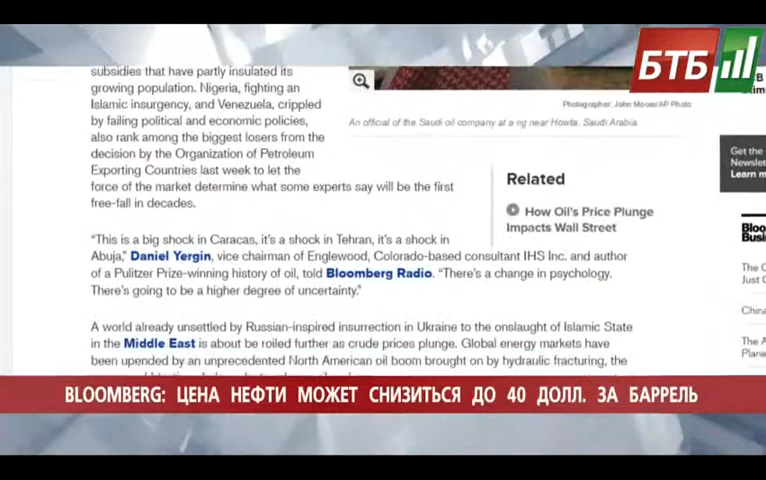 БТБ
subsidies that have partly insulated its
growing population. Nigeria, fighting an
Islamic insurgency, and Venezuela, crippled
by failing political and economic policies,
also rank among the biggest losers from the
decision by the Organization of Petroleum
Exporting Countries last week to let the
force of the market determine what some experts say will be the first
free-fall in decades.
Photographer: John Moore/AP Photo
An official of the Saudi oil company at a rig near Howta, Saudi Arabia.
Related
How Oil's Price Plunge
Impacts Wall Street
“This is a big shock in Caracas, it’s a shock in Tehran, it’s a shock in
Abuja,” Daniel Yergin, vice chairman of Englewood, Colorado-based consultant IHS Inc. and author
of a Pulitzer Prize-winning history of oil, told Bloomberg Radio. “There’s a change in psychology.
There’s going to be a higher degree of uncertainty.”
A world already unsettled by Russian-inspired insurrection in Ukraine to the onslaught of Islamic State
in the Middle East is about be roiled further as crude prices plunge. Global energy markets have
been upended by an unprecedented North American oil boom brought on by hydraulic fracturing, the
Get the
Newslet
Learn m
Bloo
Busi
The C
Just C
China
The A
Plane
BLOOMBERG: ЦЕНА НЕФТИ МОЖЕТ СНИЗИТЬСЯ ДО 40 ДОЛЛ. ЗА БАРРЕЛЬ